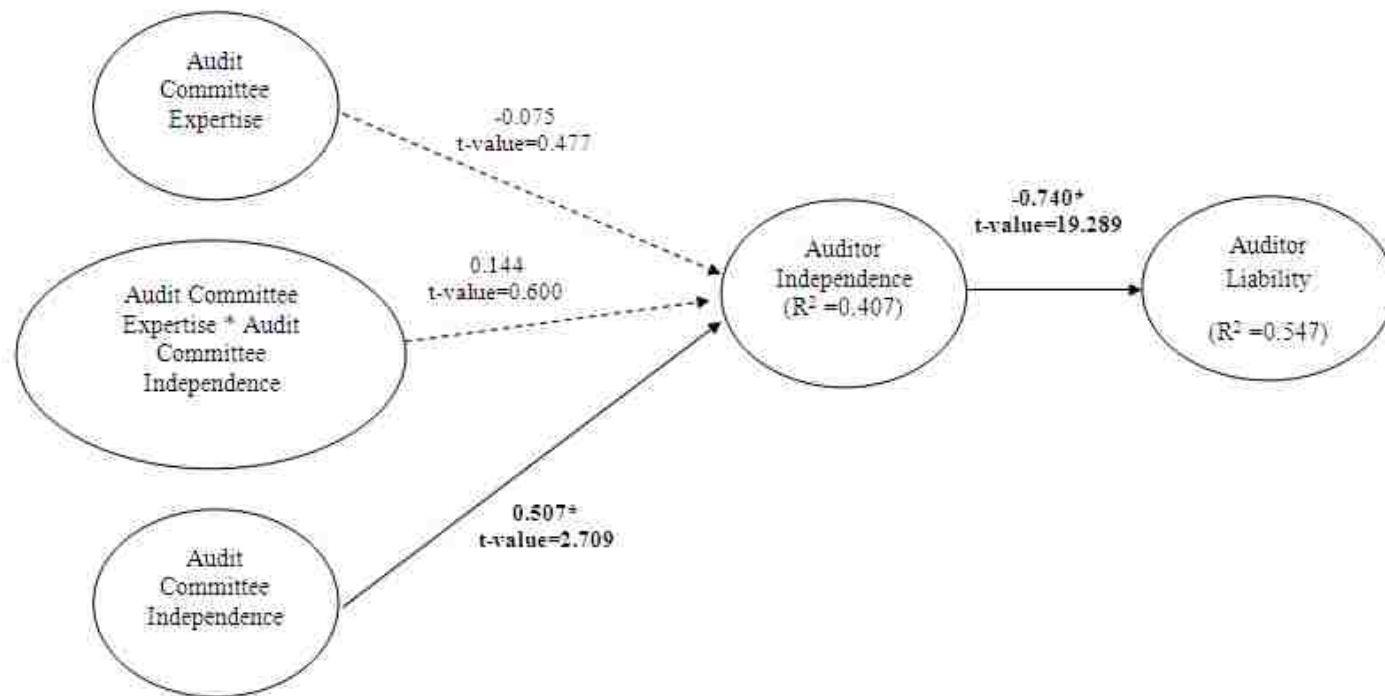 Audit
Committee
Expertise
-0.075
t-value=0.477
Audit Committee
Expertise * Audit
Committee
Independence
0.144
t-value=0.600
Audit
Committee
Independence
0.507*
t-value=2.709
Auditor
Independence
(R² =0.407)
-0.740*
t-value=19.289
Auditor
Liability
(R² =0.547)